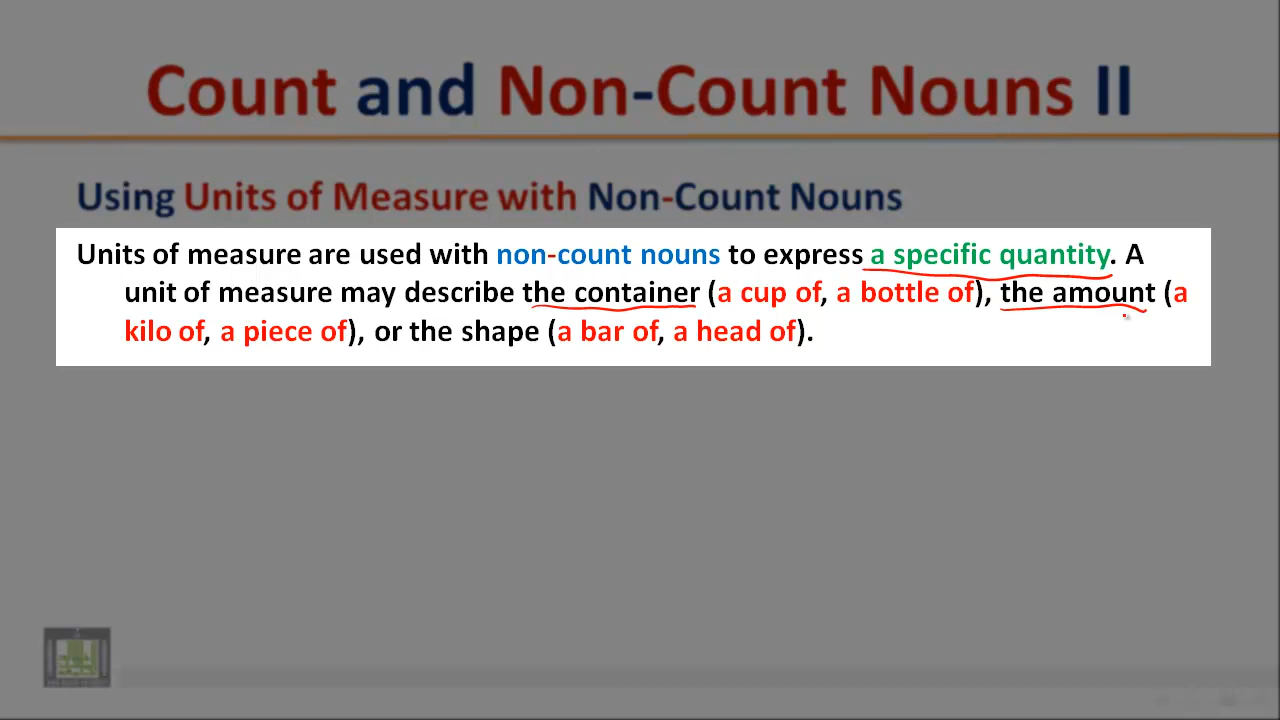 Count and Non-Count Nouns II
Using Units of Measure with Non-Count Nouns
Units of measure are used with non-count nouns to express a specific quantity. A
unit of measure may describe the container (a cup of, a bottle of), the amount (a
kilo of, a piece of), or the shape (a bar of, a head of).